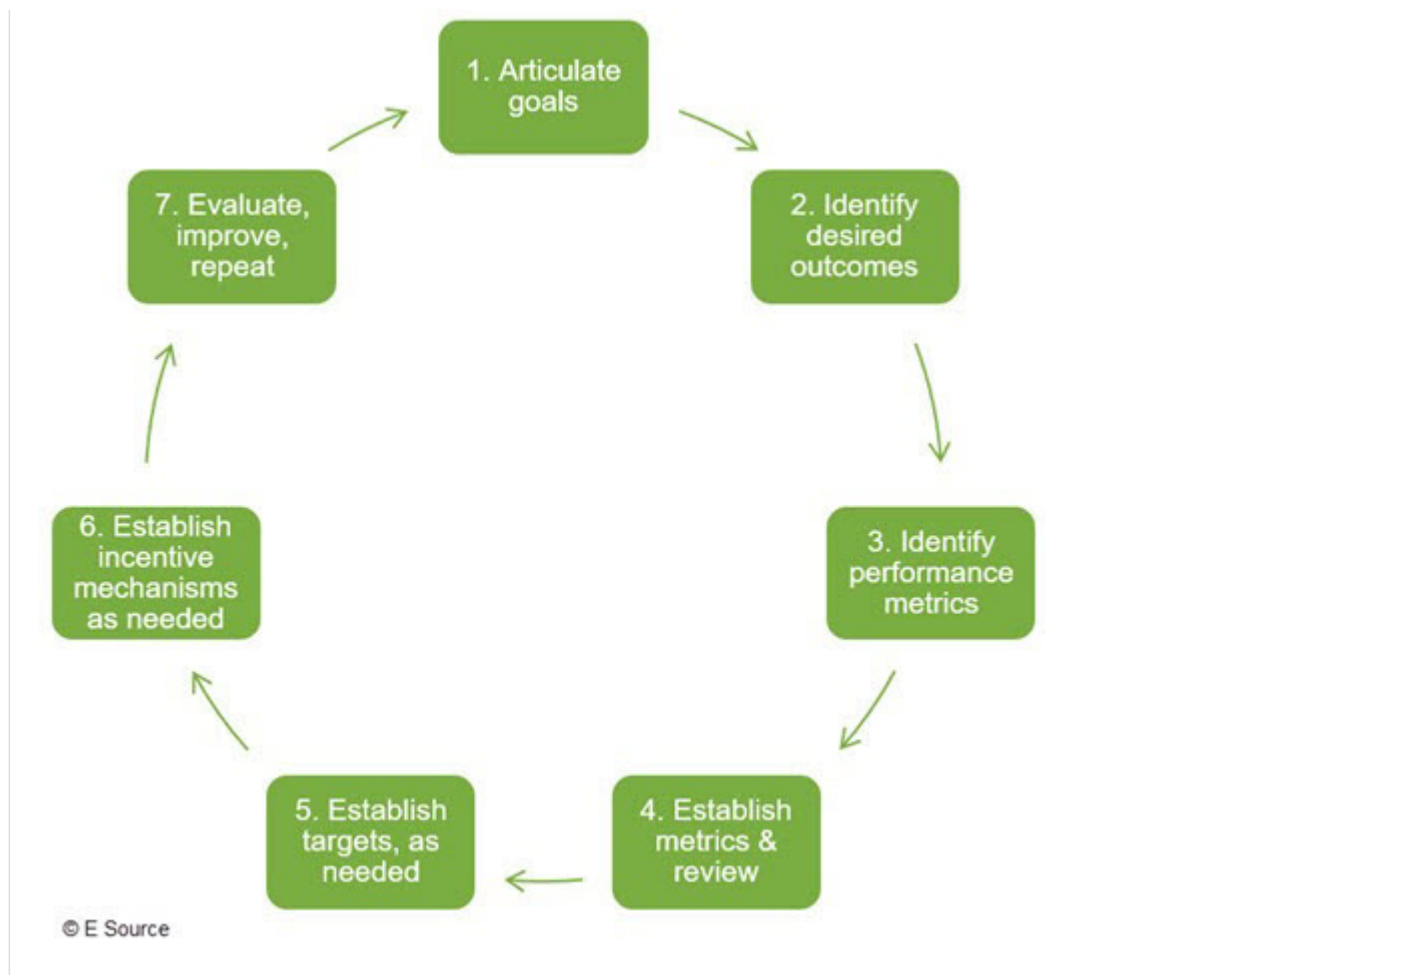 1. Articulate
goals
2. Identify
desired
outcomes
3. Identify
performance
metrics
4. Establish
metrics &
review
5. Establish
targets, as
needed
6. Establish
incentive
mechanisms
as needed
7. Evaluate,
improve,
repeat
© E Source